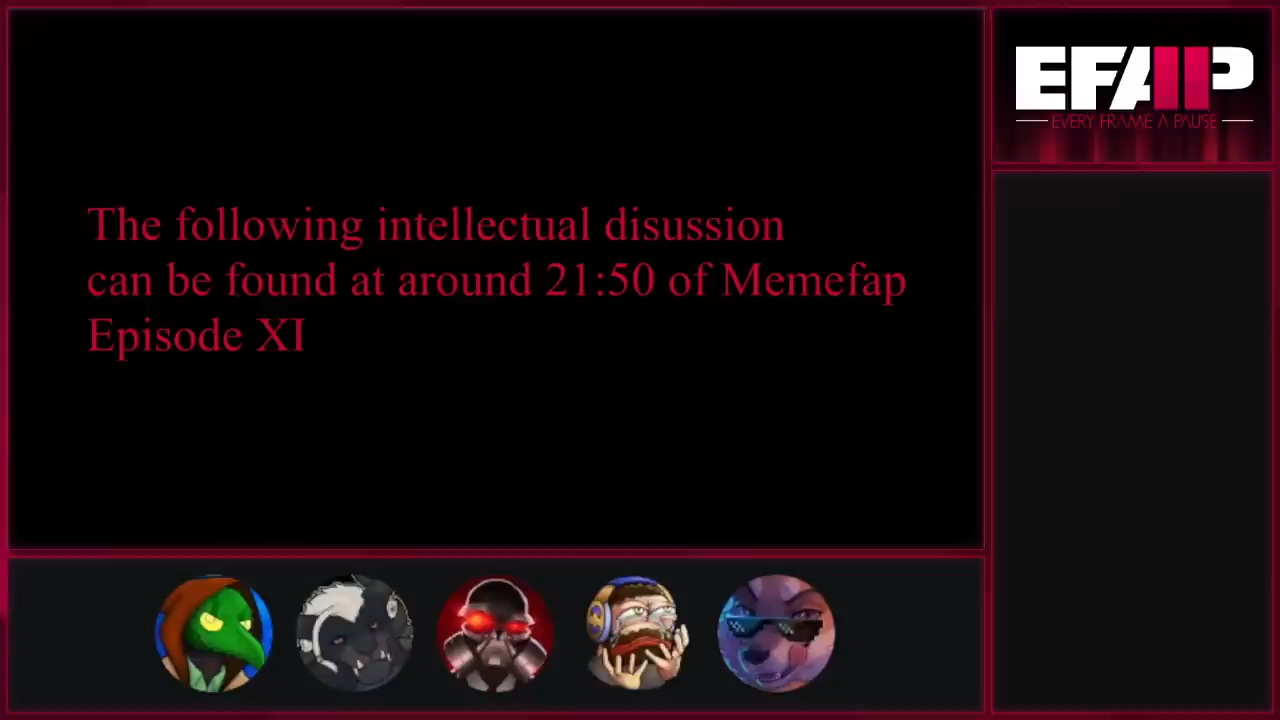 The following intellectual disussion
can be found at around 21:50 of Memefap
Episode XI
EFAP
EVERY FRAME A PAUSE